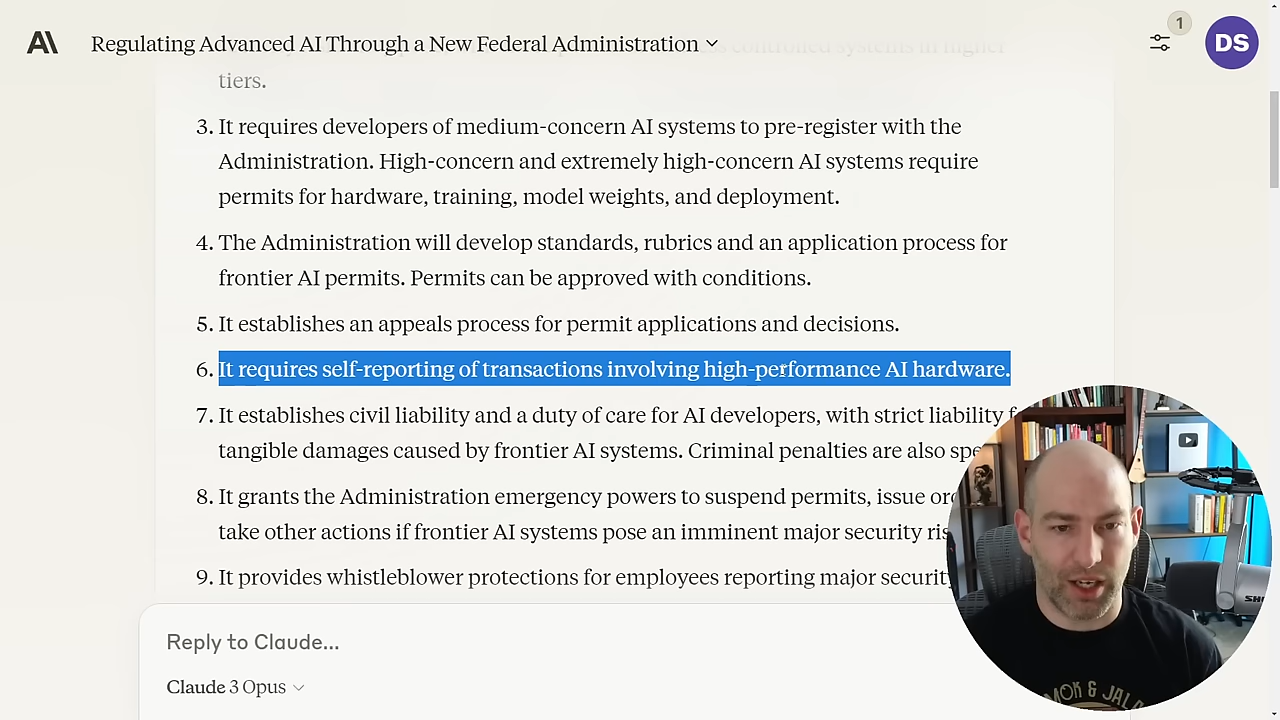 Regulating Advanced AI Through a New Federal Administration
1
DS
controlled systems in higher
tiers.
3. It requires developers of medium-concern AI systems to pre-register with the
Administration. High-concern and extremely high-concern AI systems require
permits for hardware, training, model weights, and deployment.
4. The Administration will develop standards, rubrics and an application process for
frontier AI permits. Permits can be approved with conditions.
5. It establishes an appeals process for permit applications and decisions.
6. It requires self-reporting of transactions involving high-performance AI hardware.
7. It establishes civil liability and a duty of care for AI developers, with strict liability
tangible damages caused by frontier AI systems. Criminal penalties are also
8. It grants the Administration emergency powers to suspend permits, issue
take other actions if frontier AI systems pose an imminent major security
9. It provides whistleblower protections for employees reporting major security
Reply to Claude...
Claude 3 Opus